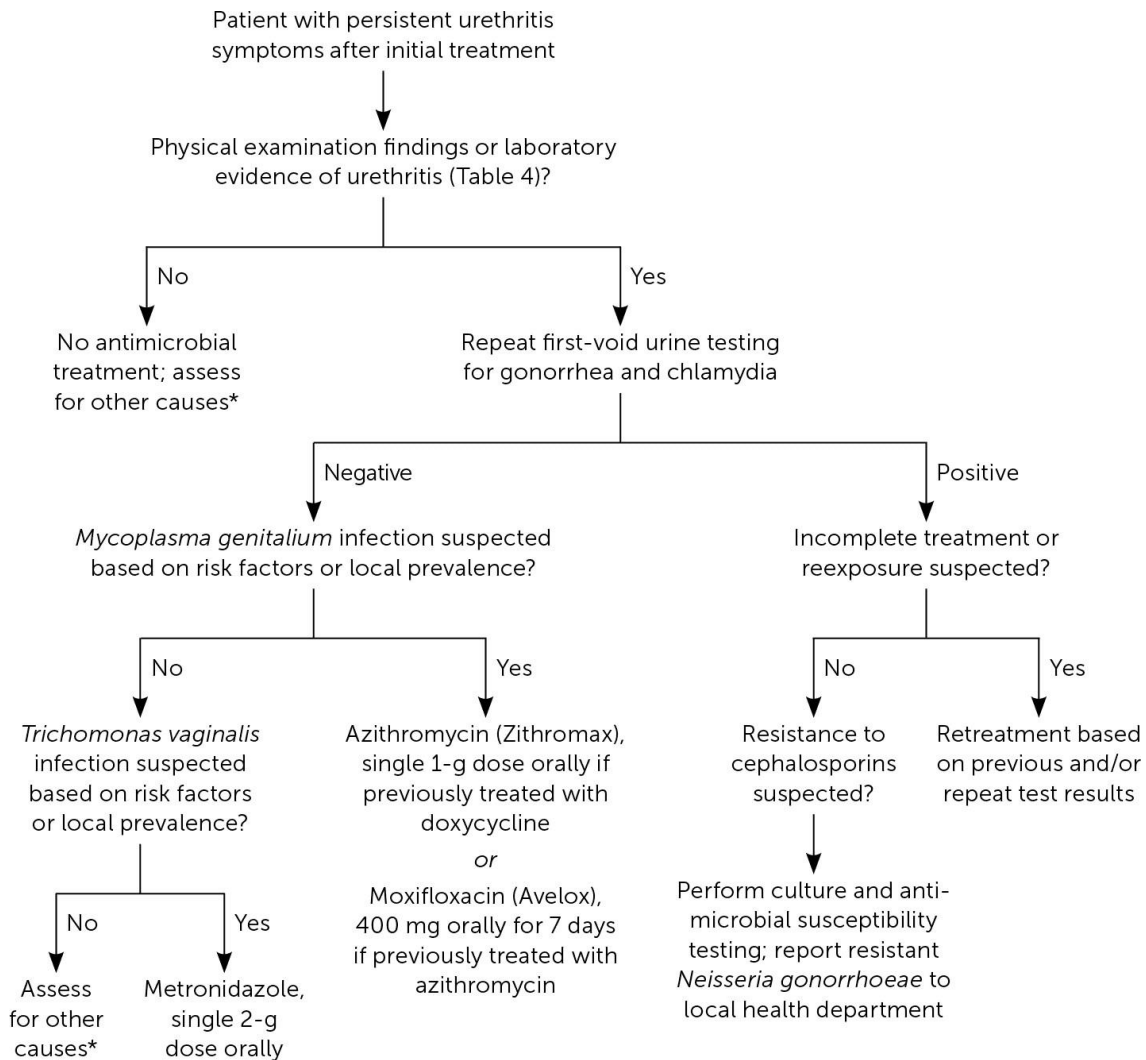 Patient with persistent urethritis
symptoms after initial treatment
Physical examination findings or laboratory
evidence of urethritis (Table 4)?
No
Yes
No antimicrobial
treatment; assess
for other causes*
Repeat first-void urine testing
for gonorrhea and chlamydia
Negative
Positive
Mycoplasma genitalium infection suspected
based on risk factors or local prevalence?
Incomplete treatment or
reexposure suspected?
No
Yes
No
Yes
Trichomonas vaginalis
infection suspected
based on risk factors
or local prevalence?
Azithromycin (Zithromax),
single 1-g dose orally if
previously treated with
doxycycline
or
Moxifloxacin (Avelox),
400 mg orally for 7 days
if previously treated with
azithromycin
Resistance to
cephalosporins
suspected?
Retreatment based
on previous and/or
repeat test results
Perform culture and anti-
microbial susceptibility
testing; report resistant
Neisseria gonorrhoeae to
local health department
No
Yes
Assess
for other
causes*
Metronidazole,
single 2-g
dose orally